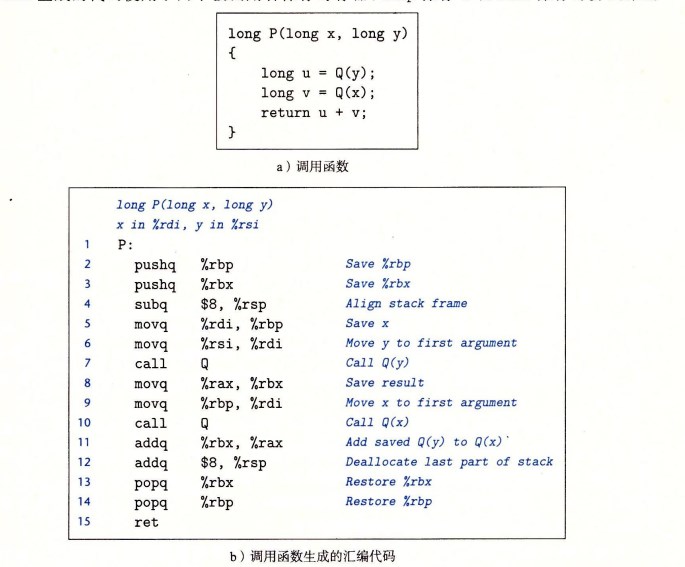 long P(long x, long y)
{
long u = Q(y);
long v = Q(x);
return u + v;
}
a）调用函数
long P(long x, long y)
x in %rdi, y in %rsi
1 P:
2 pushq %rbp Save %rbp
3 pushq %rbx Save %rbx
4 subq $8, %rsp Align stack frame
5 movq %rdi, %rbp Save x
6 movq %rsi, %rdi Move y to first argument
7 call Q Call Q(y)
8 movq %rax, %rbx Save result
9 movq %rbp, %rdi Move x to first argument
10 call Q Call Q(x)
11 addq %rbx, %rax Add saved Q(y) to Q(x)
12 addq $8, %rsp Deallocate last part of stack
13 popq %rbx Restore %rbx
14 popq %rbp Restore %rbp
15 ret
b）调用函数生成的汇编代码